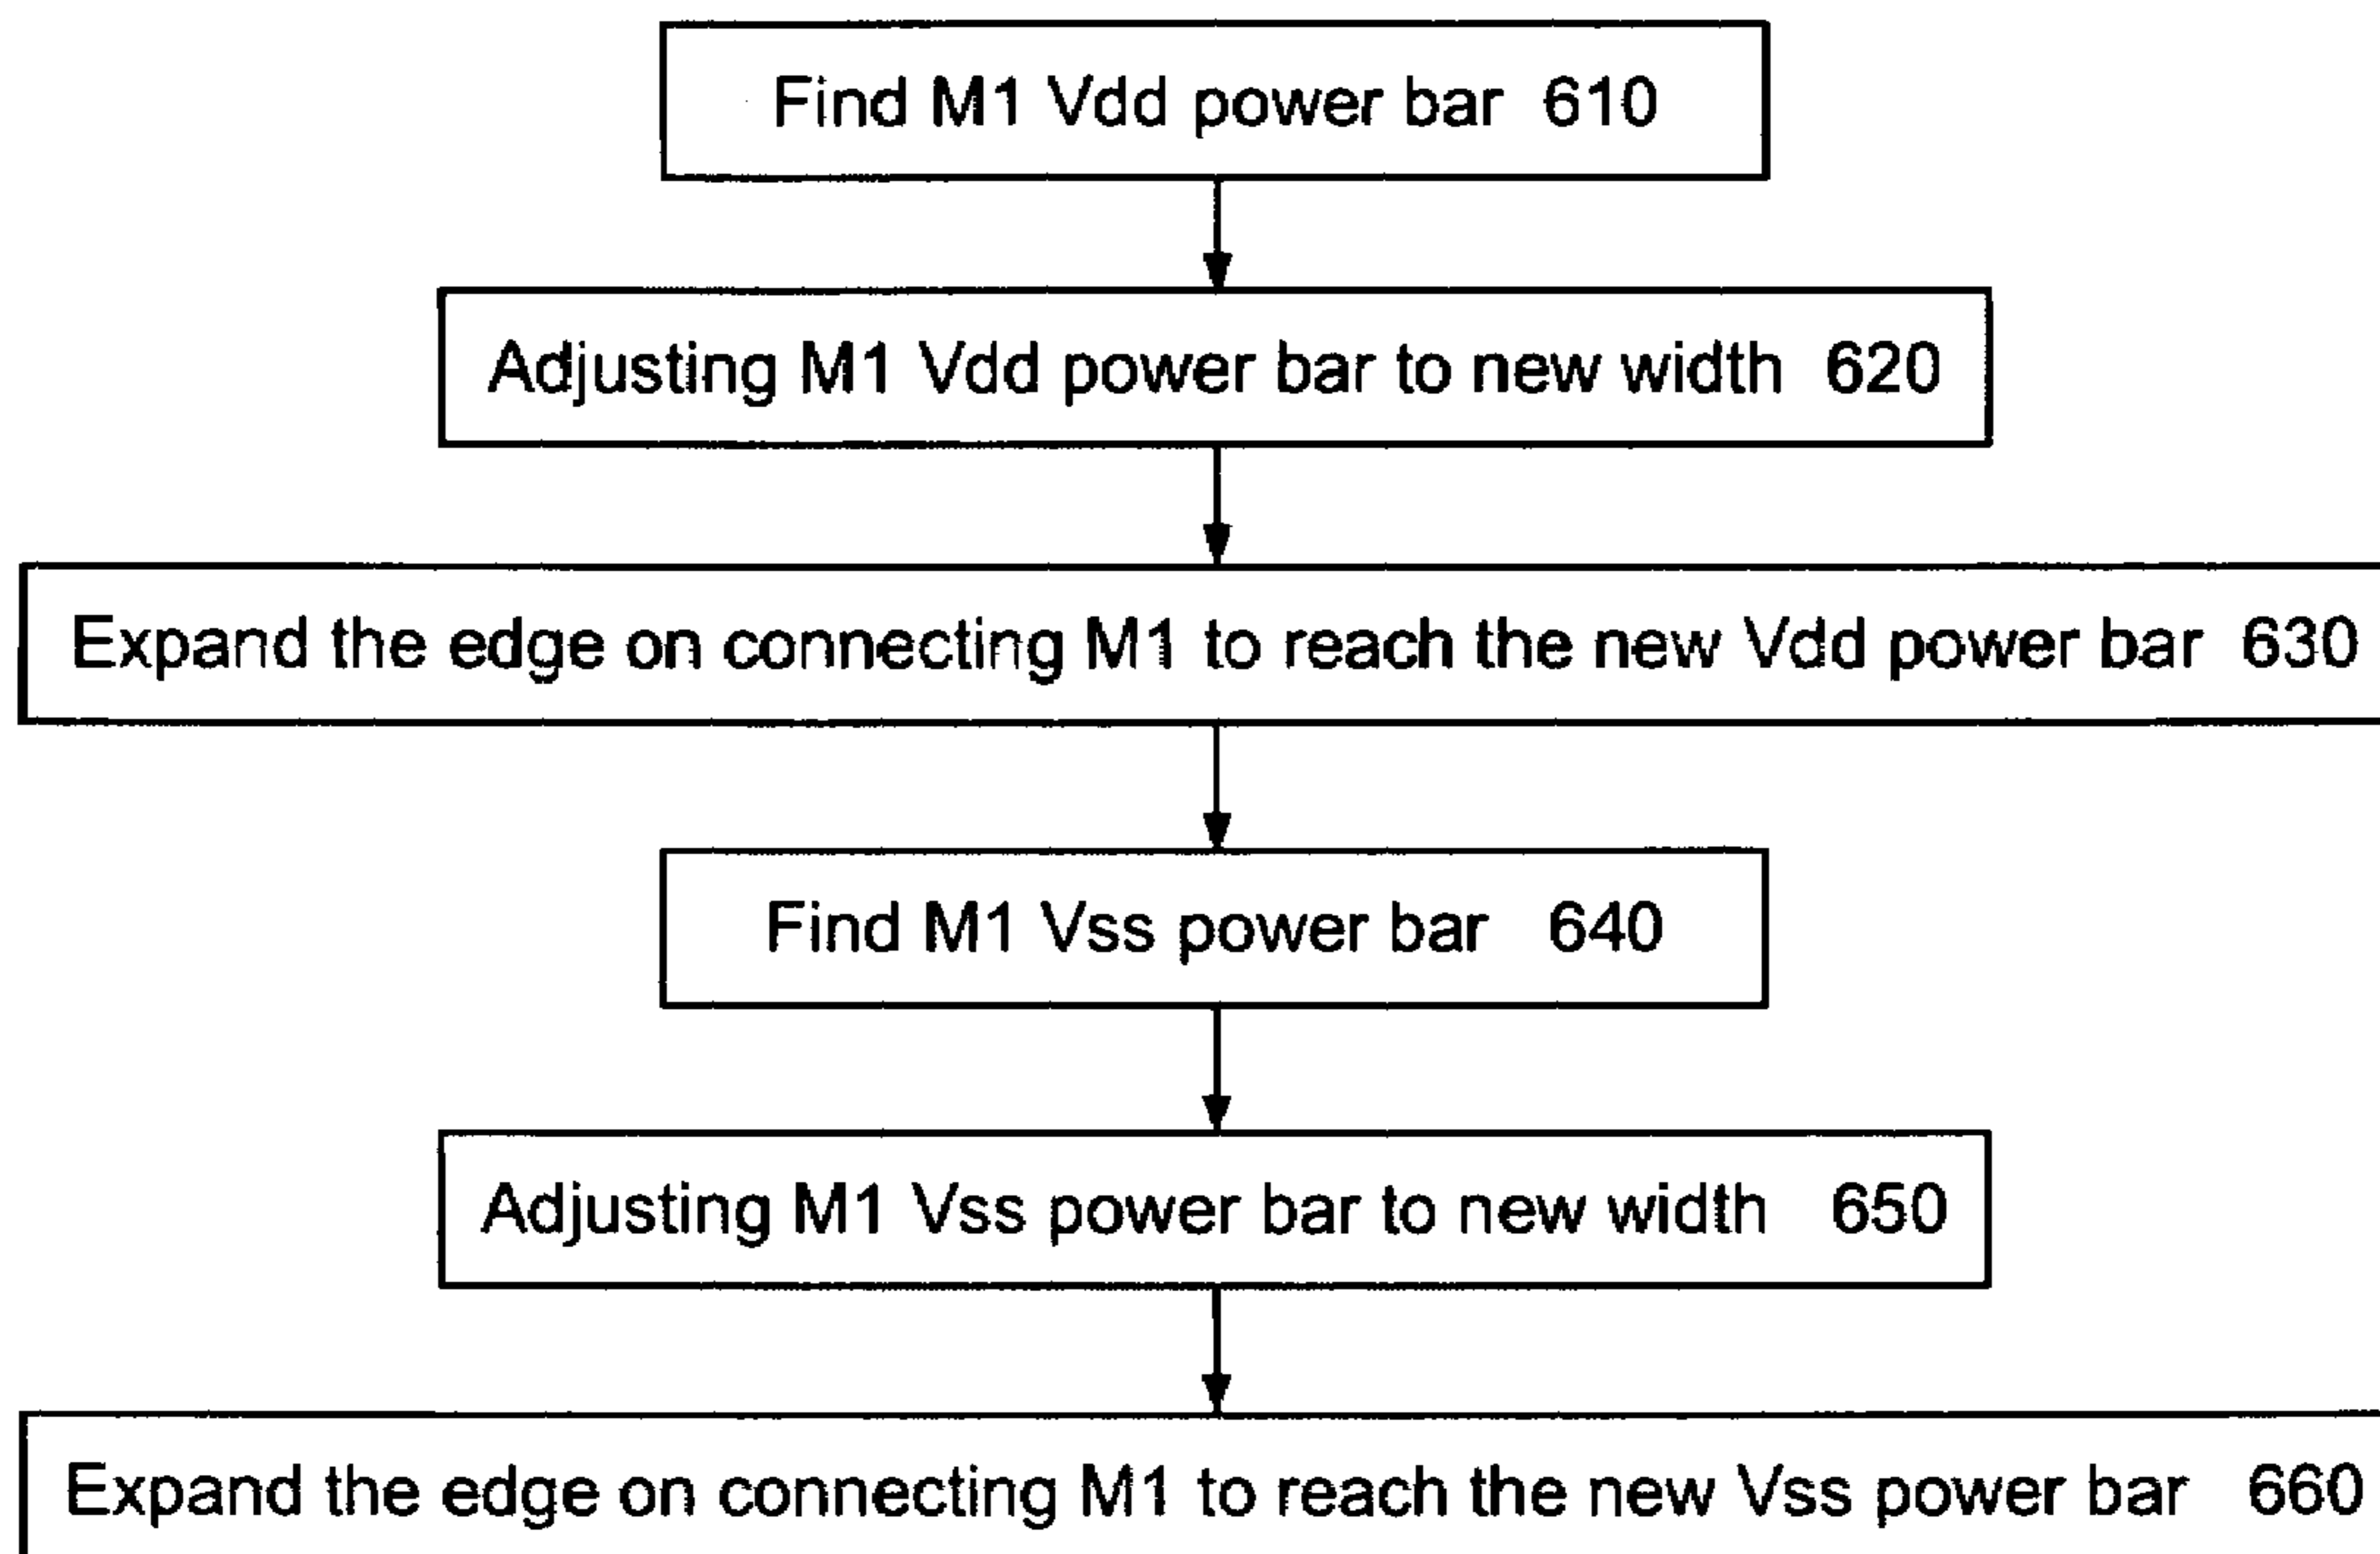 Find M1 Vdd power bar 610
Adjusting M1 Vdd power bar to new width 620
Expand the edge on connecting M1 to reach the new Vdd power bar 630
Find M1 Vss power bar 640
Adjusting M1 Vss power bar to new width 650
Expand the edge on connecting M1 to reach the new Vss power bar 660